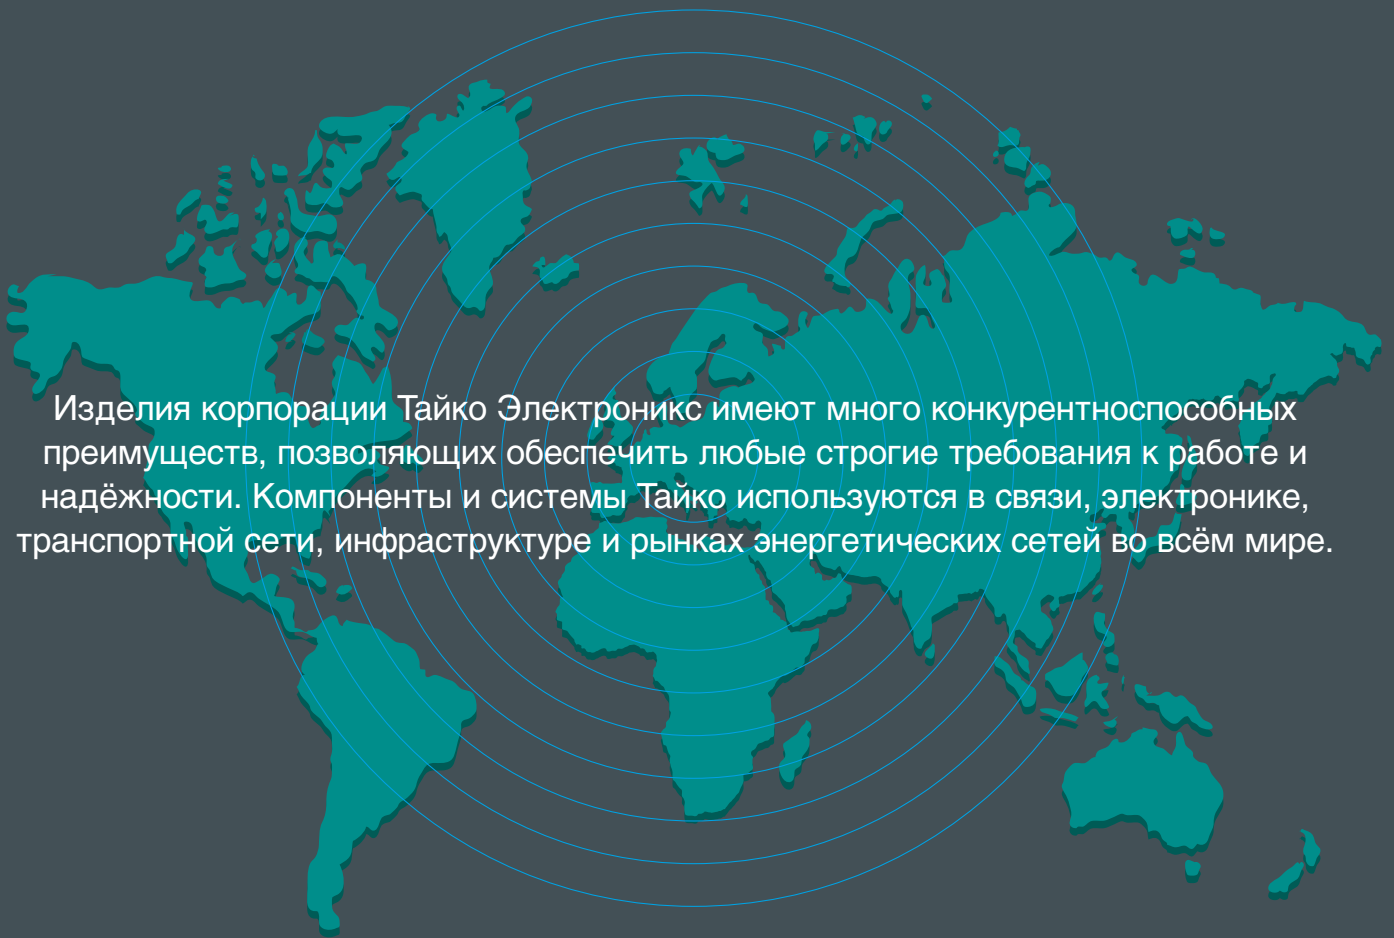 Изделия корпорации Тайко Электроникс имеют много конкурентноспособных
преимуществ, позволяющих обеспечить любые строгие требования к работе и
надёжности. Компоненты и системы Тайко используются в связи, электронике,
транспортной сети, инфраструктуре и рынках энергетических сетей во всём мире.